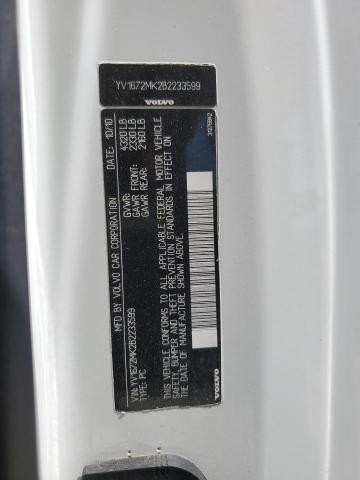 YV1672MK2B2233599
VOLVO
MFD BY VOLVO CAR CORPORATION DATE: 10/10
GVWR: 4320 LB
GAWR FRONT: 2330 LB
GAWR REAR: 2160 LB
THIS VEHICLE CONFORMS TO ALL APPLICABLE FEDERAL MOTOR VEHICLE
SAFETY, BUMPER AND THEFT PREVENTION STANDARDS IN EFFECT ON
THE DATE OF MANUFACTURE SHOWN ABOVE.
VIN: YV1672MK2B2233599
TYPE: PC
VOLVO